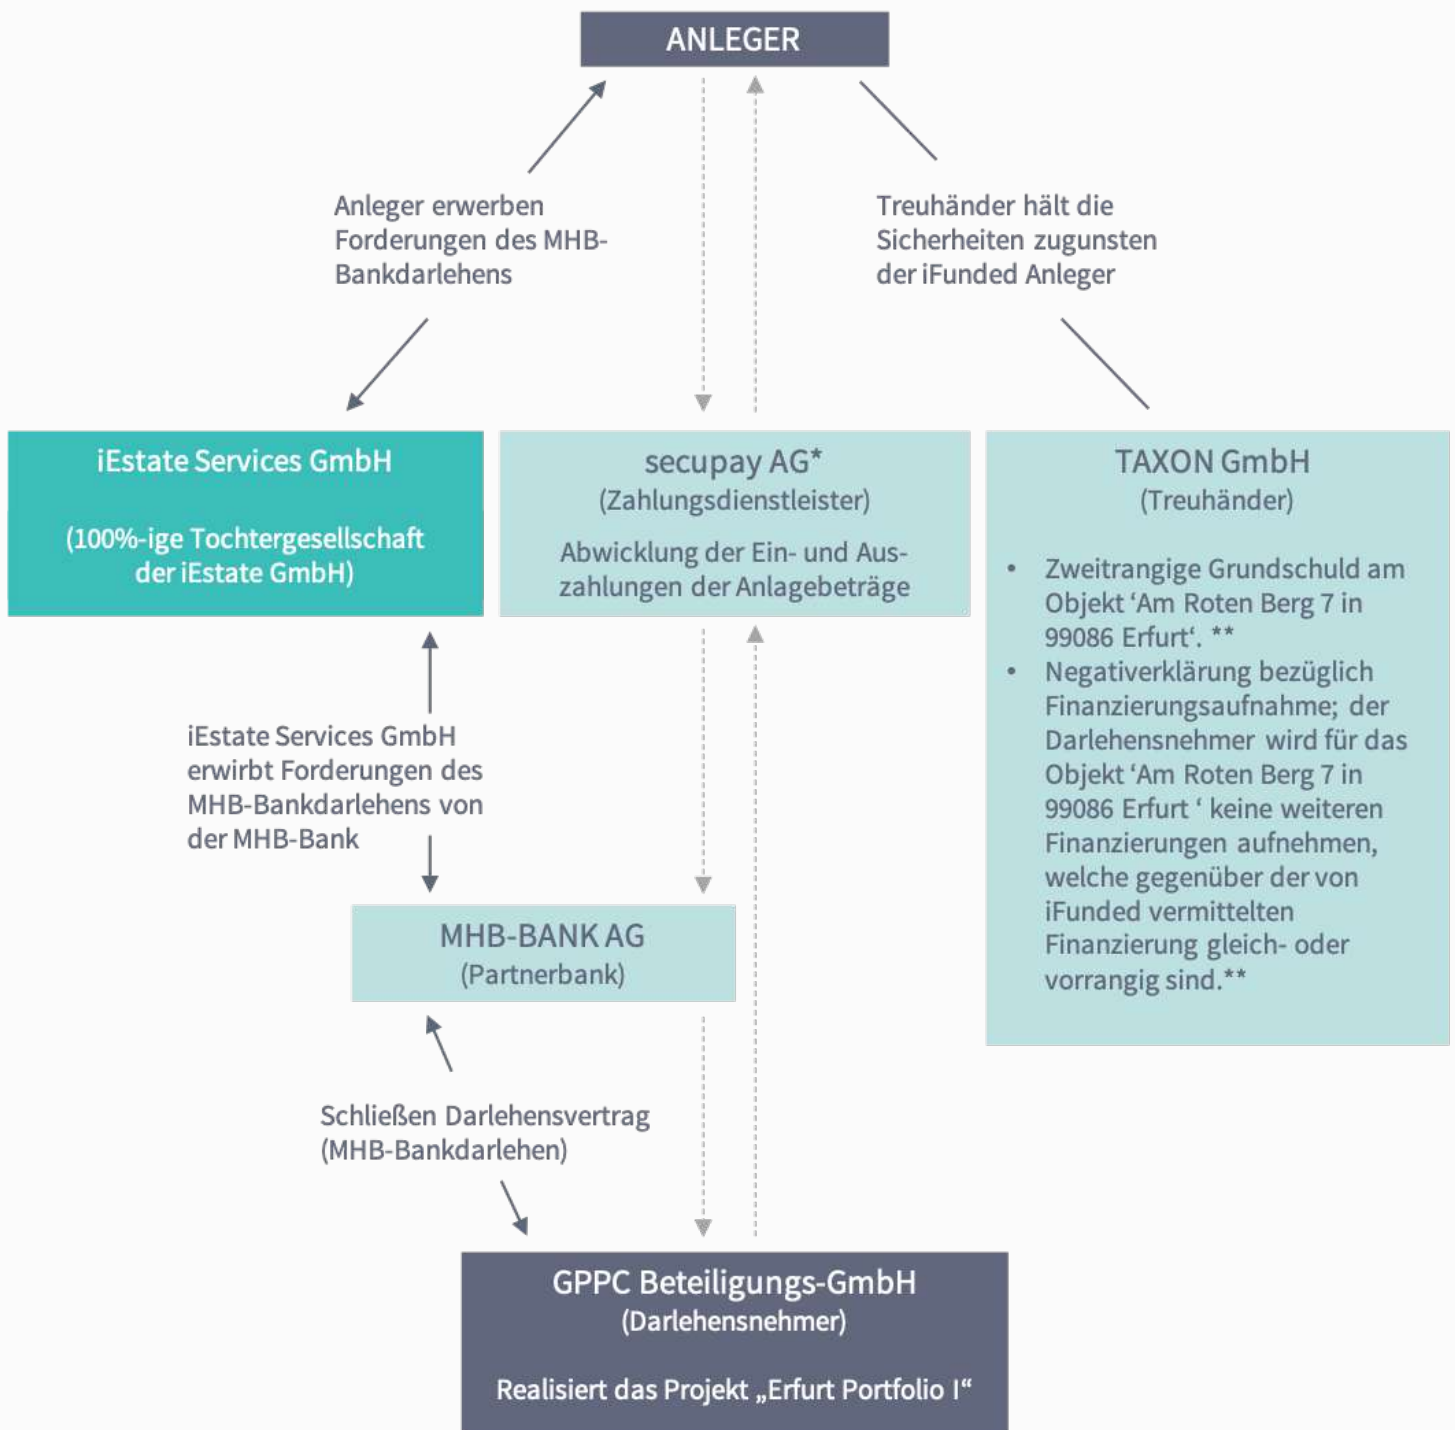 ANLEGER
Anleger erwerben
Forderungen des MHB-
Bankdarlehens
Treuhänder hält die
Sicherheiten zugunsten
der iFunded Anleger
iEstate Services GmbH
(100%-ige Tochtergesellschaft
der iEstate GmbH)
secupay AG*
(Zahlungsdienstleister)
Abwicklung der Ein- und Aus-
zahlungen der Anlagebeträge
TAXON GmbH
(Treuhänder)
• Zweitrangige Grundschuld am
Objekt ‘Am Roten Berg 7 in
99086 Erfurt‘. **
• Negativerklärung bezüglich
Finanzierungsaufnahme; der
Darlehensnehmer wird für das
Objekt ‘Am Roten Berg 7 in
99086 Erfurt ‘ keine weiteren
Finanzierungen aufnehmen,
welche gegenüber der von
iFunded vermittelten
Finanzierung gleich- oder
vorrangig sind.**
iEstate Services GmbH
erwirbt Forderungen des
MHB-Bankdarlehens von
der MHB-Bank
MHB-BANK AG
(Partnerbank)
Schließen Darlehensvertrag
(MHB-Bankdarlehen)
GPPC Beteiligungs-GmbH
(Darlehensnehmer)
Realisiert das Projekt „Erfurt Portfolio I“